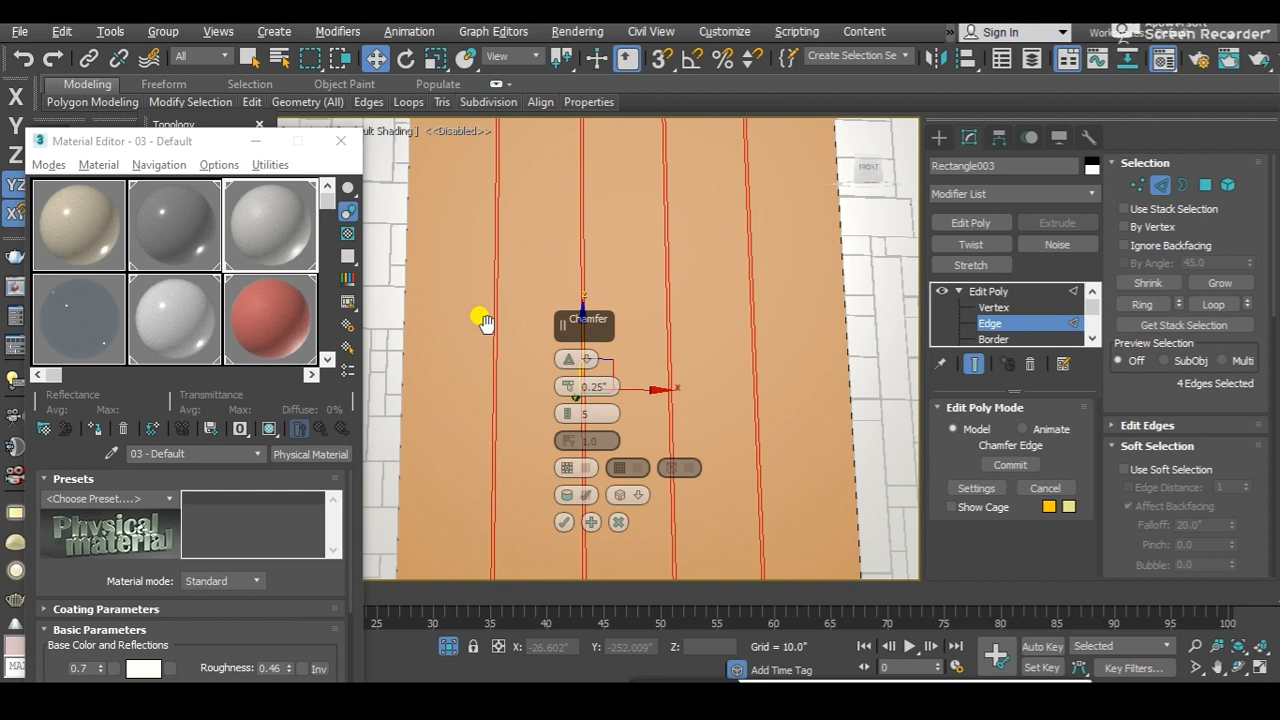 File Edit Tools Group Views Create Modifiers Animation Graph Editors Rendering Civil View Customize Scripting Content Sign In
Screen Recorder
All View Create Selection Se
Modeling Freeform Selection Object Paint Populate
Polygon Modeling Modify Selection Edit Geometry (All) Edges Loops Tris Subdivision Align Properties
X
Y
Z
YZ
XY
Topology
ult Shading ] <<Disabled>>
FRONT
3 Material Editor - 03 - Default
Modes Material Navigation Options Utilities
Reflectance Transmittance
Avg: Max: Avg: Max: Diffuse: 0%
03 - Default Physical Material
Presets
<Choose Preset....>
Physical
material
Material mode: Standard
Coating Parameters
Basic Parameters
Base Color and Reflections
0.7 Roughness: 0.46 Inv
Chamfer
0.25"
5
1.0
z
x
Rectangle003
Modifier List
Edit Poly Extrude
Twist Noise
Stretch
Edit Poly
Vertex
Edge
Border
Edit Poly Mode
Model Animate
Chamfer Edge
Commit
Settings Cancel
Show Cage
Selection
Use Stack Selection
By Vertex
Ignore Backfacing
By Angle: 45.0
Shrink Grow
Ring Loop
Get Stack Selection
Preview Selection
Off SubObj Multi
4 Edges Selected
Edit Edges
Soft Selection
Use Soft Selection
Edge Distance: 1
Affect Backfacing
Falloff: 20.0"
Pinch: 0.0
Bubble: 0.0
25 30 35 40 45 50 55 60 65 70 75 80 85 90 95 100
X: -26.602" Y: -252.009" Z: Grid = 10.0"
Add Time Tag
0
Auto Key Selected
Set Key Key Filters...